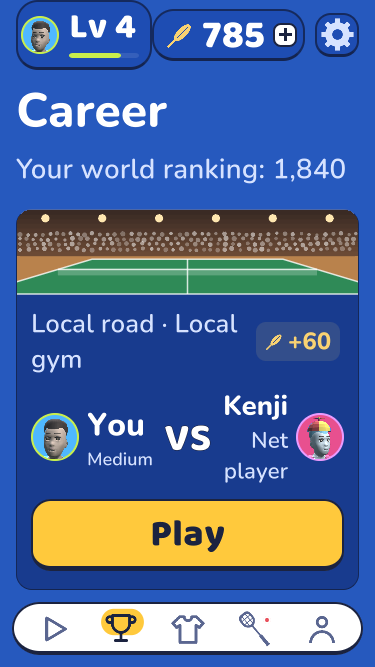 Lv 4
785
Career
Your world ranking: 1,840
Local road · Local
gym
+60
You
Medium
VS
Kenji
Net
player
Play